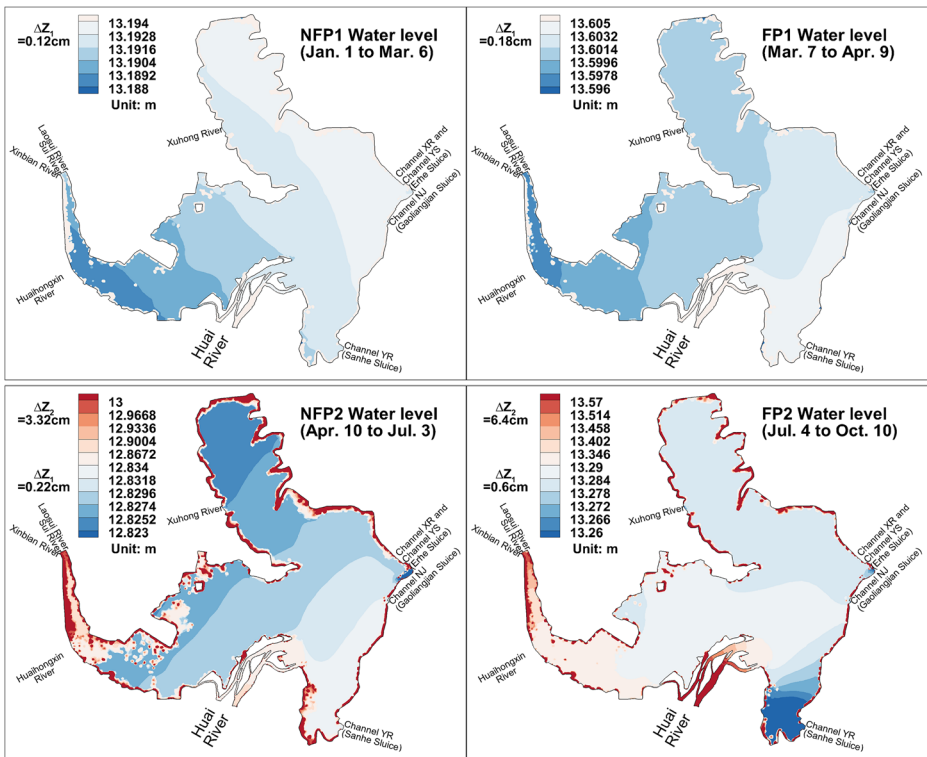 ΔZ₁
=0.12cm
13.194
13.1928
13.1916
13.1904
13.1892
13.188
Unit: m
NFP1 Water level
(Jan. 1 to Mar. 6)
Xuhong River
Laosui River
Sui River
Xinbian River
Huaihongxin
River
Huai
River
Channel XR and
Channel YS
(Erhe Sluice)
Channel NJ
(Gaoliangjian Sluice)
Channel YR
(Sanhe Sluice)
ΔZ₁
=0.18cm
13.605
13.6032
13.6014
13.5996
13.5978
13.596
Unit: m
FP1 Water level
(Mar. 7 to Apr. 9)
Xuhong River
Laosui River
Sui River
Xinbian River
Huaihongxin
River
Huai
River
Channel XR and
Channel YS
(Erhe Sluice)
Channel NJ
(Gaoliangjian Sluice)
Channel YR
(Sanhe Sluice)
ΔZ₂
=3.32cm
ΔZ₁
=0.22cm
13
12.9668
12.9336
12.9004
12.8672
12.834
12.8318
12.8296
12.8274
12.8252
12.823
Unit: m
NFP2 Water level
(Apr. 10 to Jul. 3)
Xuhong River
Laosui River
Sui River
Xinbian River
Huaihongxin
River
Huai
River
Channel XR and
Channel YS
(Erhe Sluice)
Channel NJ
(Gaoliangjian Sluice)
Channel YR
(Sanhe Sluice)
ΔZ₂
=6.4cm
ΔZ₁
=0.6cm
13.57
13.514
13.458
13.402
13.346
13.29
13.284
13.278
13.272
13.266
13.26
Unit: m
FP2 Water level
(Jul. 4 to Oct. 10)
Xuhong River
Laosui River
Sui River
Xinbian River
Huaihongxin
River
Huai
River
Channel XR and
Channel YS
(Erhe Sluice)
Channel NJ
(Gaoliangjian Sluice)
Channel YR
(Sanhe Sluice)